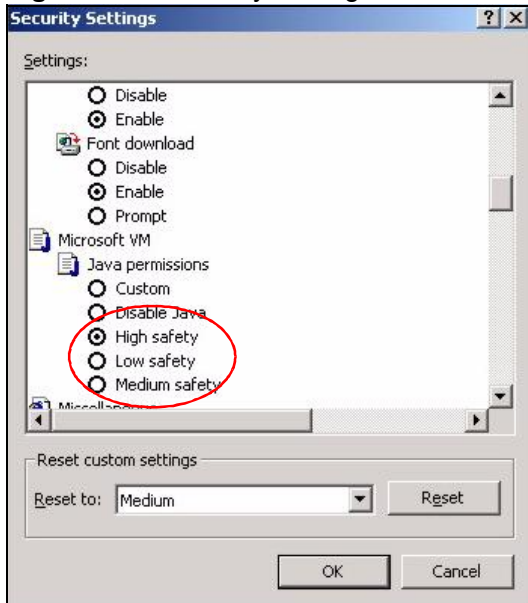 Security Settings
Settings:
Disable
Enable
Font download
Disable
Enable
Prompt
Microsoft VM
Java permissions
Custom
Disable Java
High safety
Low safety
Medium safety
Miscellaneous
Reset custom settings
Reset to: Medium Reset
OK Cancel